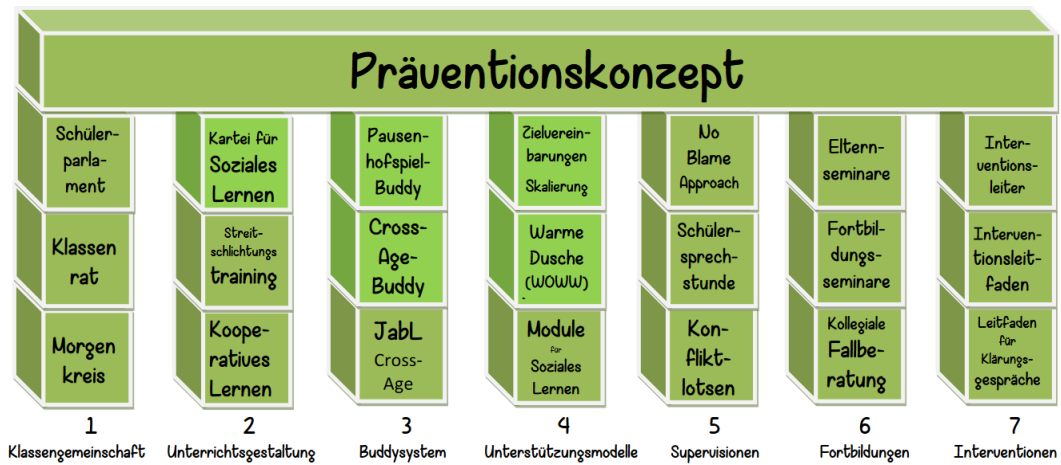 Präventionskonzept
Schüler-
parla-
ment
Klassen
rat
Morgen
kreis
1
Klassengemeinschaft
Kartei für
Soziales
Lernen
Streit-
schlichtungs
training
Koope-
ratives
Lernen
2
Unterrichtsgestaltung
Pausen-
hofspiel-
Buddy
Cross-
Age-
Buddy
JabL
Cross-
Age
3
Buddysystem
Zielverein-
barungen
Skalierung
Warme
Dusche
(WOWW)
.
Module
für
Soziales
Lernen
4
Unterstützungsmodelle
No
Blame
Approach
Schüler-
sprech-
stunde
Kon-
flikt-
lotsen
5
Supervisionen
Eltern-
seminare
Fortbil-
dungs-
seminare
Kollegiale
Fallbe-
ratung
6
Fortbildungen
Inter-
ventions-
leiter
Interven-
tionsleit-
faden
Leitfaden
für
Klärungs-
gespräche
7
Interventionen